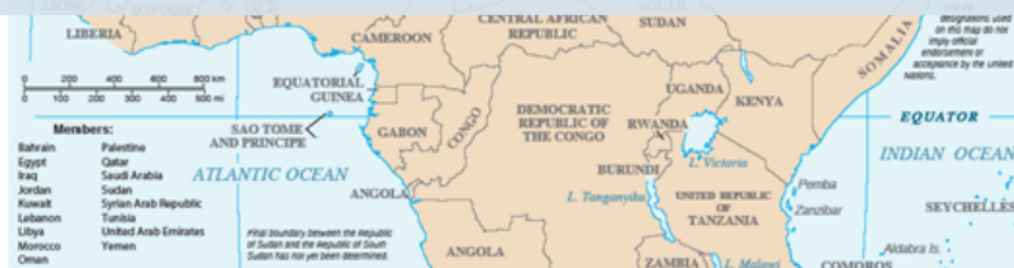 LEONE
D'IVOIRE
LIBERIA
CAMEROON
CENTRAL AFRICAN
REPUBLIC
SOUTH
SUDAN
SOMALIA
designations used
on this map do not
imply official
endorsement or
acceptance by the United
Nations.
0 200 400 600 800 km
0 100 200 300 400 500 mi
EQUATORIAL
GUINEA
SAO TOME
AND PRINCIPE
GABON
CONGO
DEMOCRATIC
REPUBLIC OF
THE CONGO
UGANDA
KENYA
RWANDA
BURUNDI
L. Victoria
EQUATOR
INDIAN OCEAN
Members:
Bahrain
Egypt
Iraq
Jordan
Kuwait
Lebanon
Libya
Morocco
Oman
Palestine
Qatar
Saudi Arabia
Sudan
Syrian Arab Republic
Tunisia
United Arab Emirates
Yemen
ATLANTIC OCEAN
ANGOLA
L. Tanganyika
UNITED REPUBLIC
OF
TANZANIA
Pemba
Zanzibar
SEYCHELLES
Final boundary between the Republic
of Sudan and the Republic of South
Sudan has not yet been determined.
ANGOLA
ZAMBIA
L. Malawi
Aldabra Is.
COMOROS